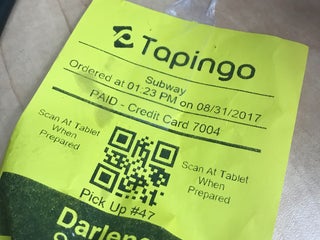 Tapingo
Subway
Ordered at 01:23 PM on 08/31/2017
PAID - Credit Card 7004
Scan At Tablet
When
Prepared
Scan At Tablet
When
Prepared
Pick Up #47
Darlene